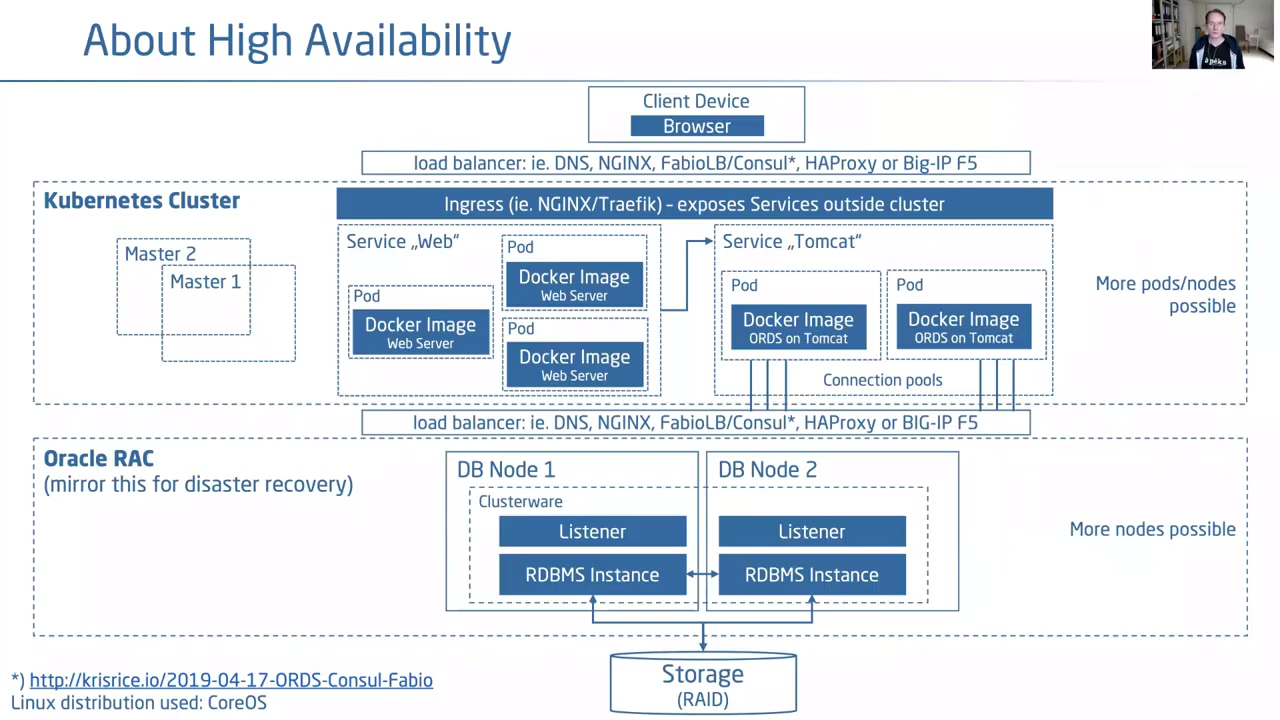 About High Availability
apeks
Client Device
Browser
load balancer: ie. DNS, NGINX, FabioLB/Consul*, HAProxy or Big-IP F5
Kubernetes Cluster
Ingress (ie. NGINX/Traefik) – exposes Services outside cluster
Master 2
Master 1
Service „Web“
Pod
Docker Image
Web Server
Pod
Docker Image
Web Server
Pod
Docker Image
Web Server
Service „Tomcat“
Pod
Docker Image
ORDS on Tomcat
Pod
Docker Image
ORDS on Tomcat
Connection pools
More pods/nodes
possible
load balancer: ie. DNS, NGINX, FabioLB/Consul*, HAProxy or BIG-IP F5
Oracle RAC
(mirror this for disaster recovery)
DB Node 1
DB Node 2
Clusterware
Listener
Listener
RDBMS Instance
RDBMS Instance
More nodes possible
Storage
(RAID)
*) http://krisrice.io/2019-04-17-ORDS-Consul-Fabio
Linux distribution used: CoreOS